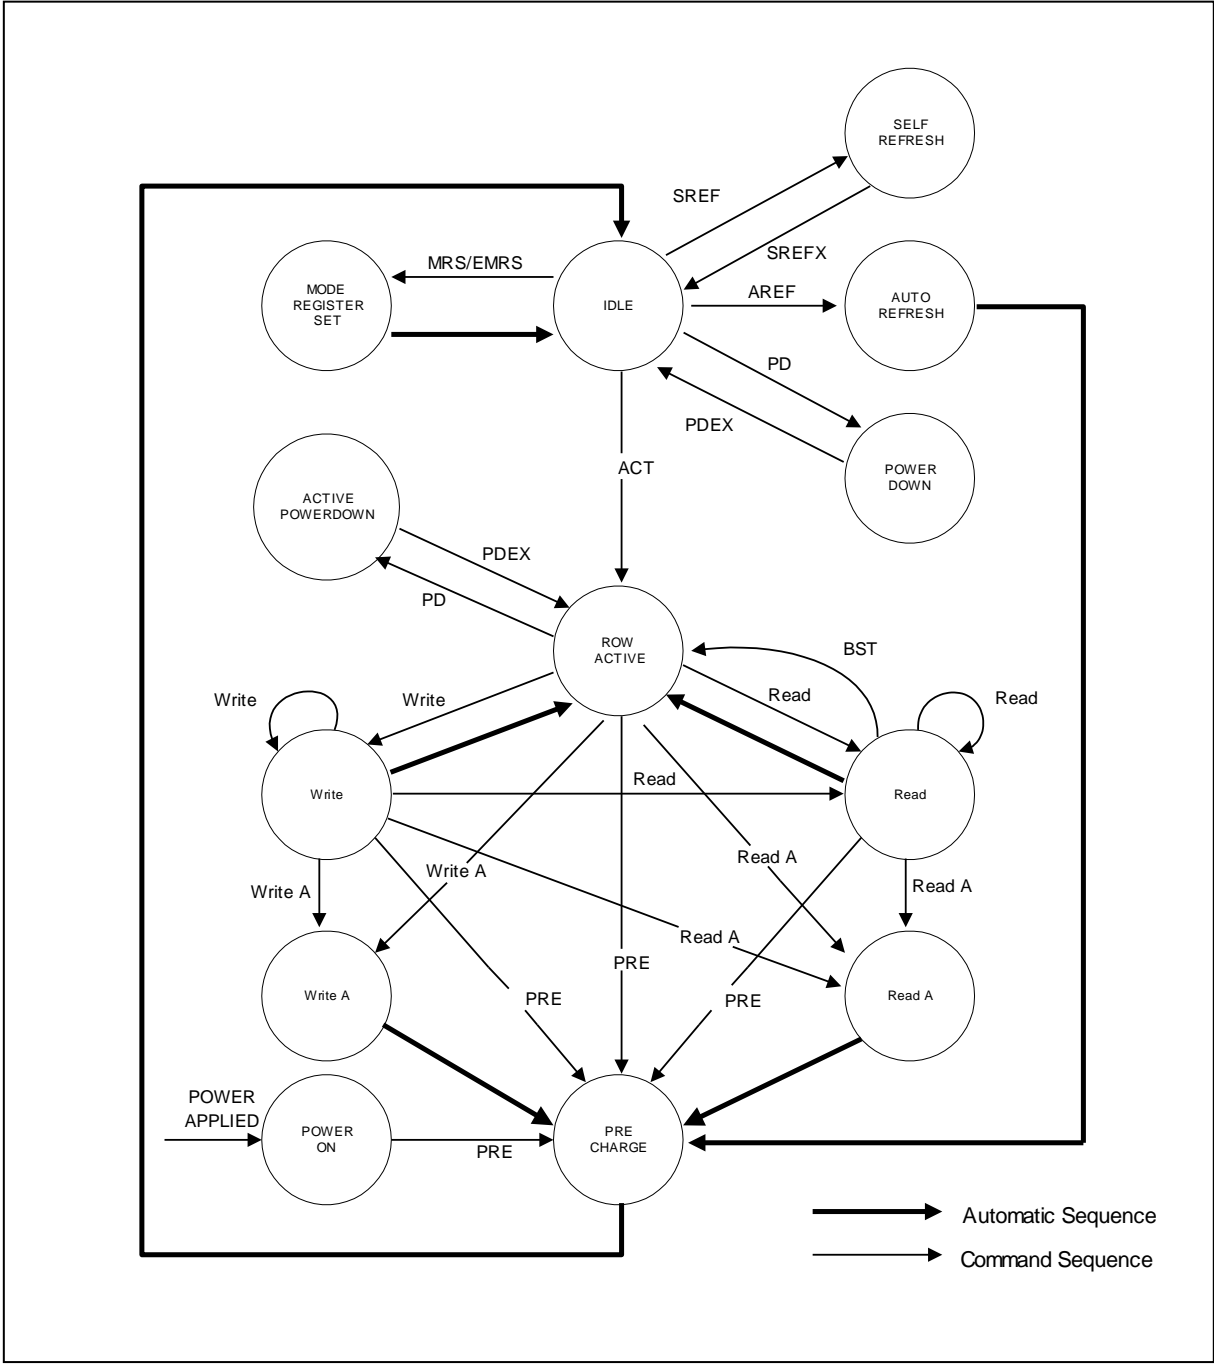 SELF
REFRESH
SREF
SREFX
MRS/EMRS
MODE
REGISTER
SET
IDLE
AREF
AUTO
REFRESH
PD
PDEX
POWER
DOWN
ACT
ACTIVE
POWERDOWN
PDEX
PD
ROW
ACTIVE
BST
Write
Write
Read
Read
Write
Read
Read
Write A
Write A
Read A
Read A
Read A
PRE
PRE
PRE
Write A
Read A
POWER
APPLIED
POWER
ON
PRE
PRE
CHARGE
Automatic Sequence
Command Sequence